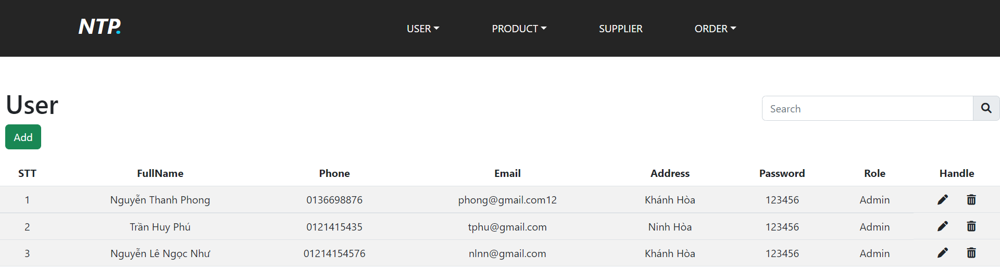 NTP.
USER PRODUCT SUPPLIER ORDER
User
Search
Add
STT FullName Phone Email Address Password Role Handle
1 Nguyễn Thanh Phong 0136698876 phong@gmail.com12 Khánh Hòa 123456 Admin
2 Trần Huy Phú 0121415435 tphu@gmail.com Ninh Hòa 123456 Admin
3 Nguyễn Lê Ngọc Như 01214154576 nlnn@gmail.com Khánh Hòa 123456 Admin